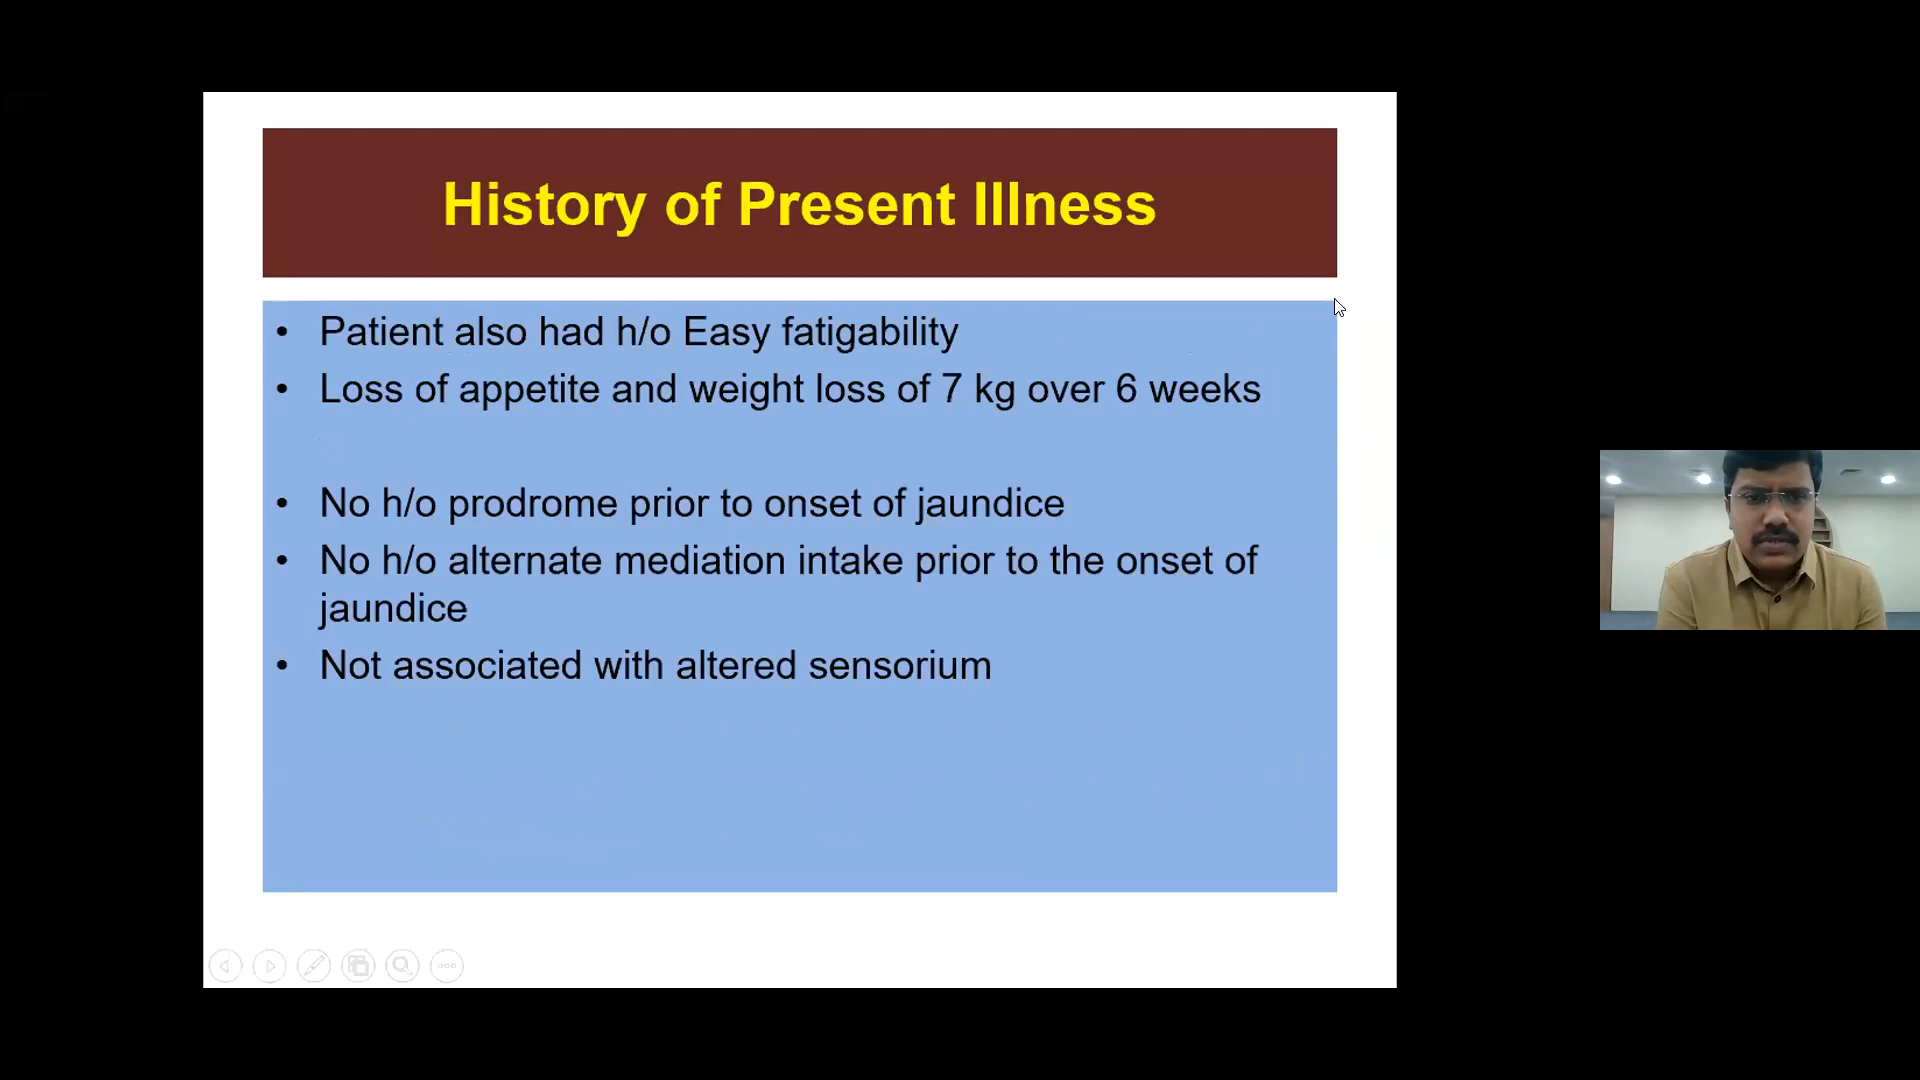 History of Present Illness
• Patient also had h/o Easy fatigability
• Loss of appetite and weight loss of 7 kg over 6 weeks
• No h/o prodrome prior to onset of jaundice
• No h/o alternate mediation intake prior to the onset of
jaundice
• Not associated with altered sensorium